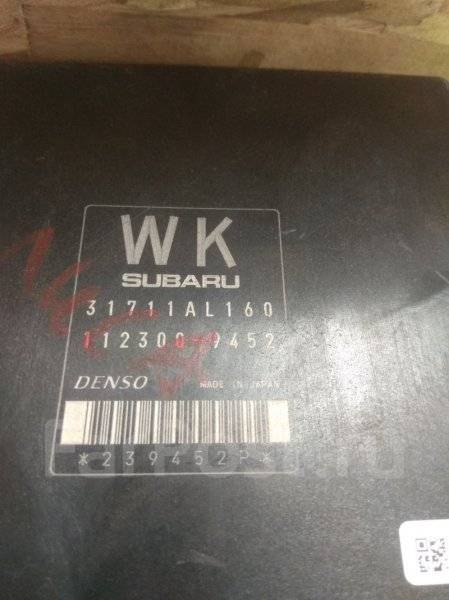 WK
SUBARU
31711AL160
112300-9452
DENSO MADE IN JAPAN
*239452P*